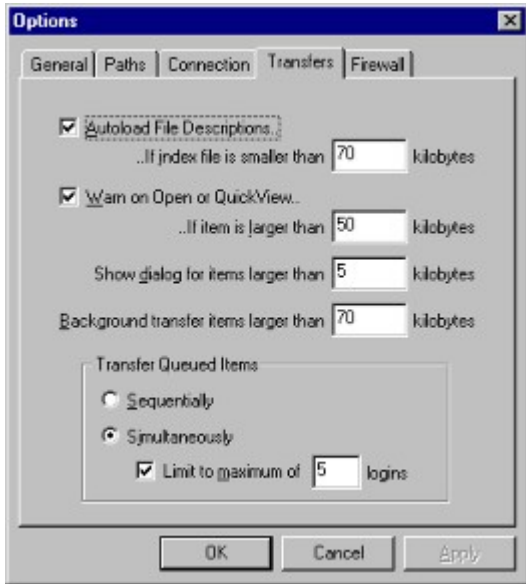 Options
General Paths Connection Transfers Firewall
Autoload File Descriptions..
..If index file is smaller than 70 kilobytes
Warn on Open or QuickView..
..If item is larger than 50 kilobytes
Show dialog for items larger than 5 kilobytes
Background transfer items larger than 70 kilobytes
Transfer Queued Items
Sequentially
Simultaneously
Limit to maximum of 5 logins
OK Cancel Apply